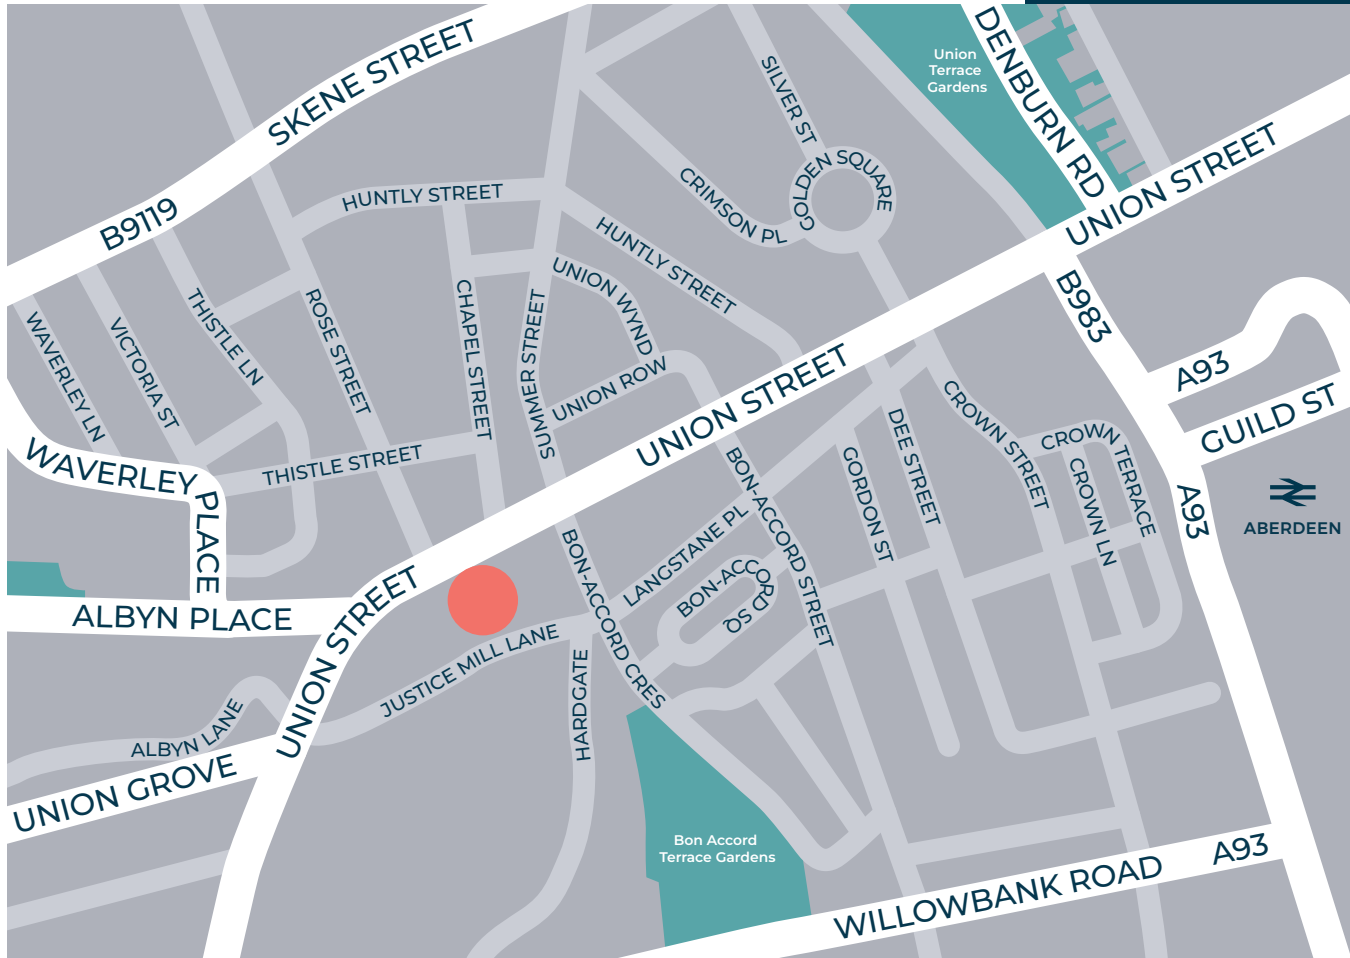 SKENE STREET
B9119
Union
Terrace
Gardens
DENBURN RD
UNION STREET
SILVER ST
GOLDEN SQUARE
CRIMSON PL
HUNTLY STREET
HUNTLY STREET
UNION WYND
UNION ROW
SUMMER STREET
CHAPEL STREET
ROSE STREET
THISTLE LN
VICTORIA ST
WAVERLEY LN
THISTLE STREET
WAVERLEY PLACE
ALBYN PLACE
UNION STREET
UNION STREET
B983
A93
GUILD ST
A93
ABERDEEN
CROWN STREET
CROWN TERRACE
CROWN LN
DEE STREET
GORDON ST
BON-ACCORD STREET
LANGSTANE PL
BON-ACCORD SQ
BON-ACCORD CRES
JUSTICE MILL LANE
HARDGATE
ALBYN LANE
UNION GROVE
Bon Accord
Terrace Gardens
WILLOWBANK ROAD
A93